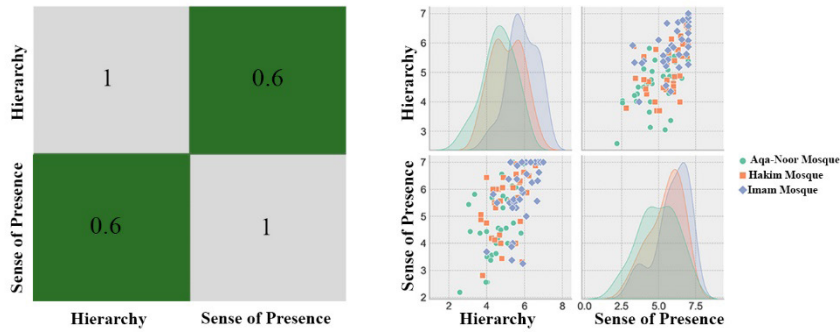 Hierarchy
1
0.6
Sense of Presence
0.6
1
Hierarchy
Sense of Presence
Hierarchy
7
6
5
4
3
Sense of Presence
7
6
5
4
3
2
4
6
8
0.0
2.5
5.0
7.5
Hierarchy
Sense of Presence
Aqa-Noor Mosque
Hakim Mosque
Imam Mosque